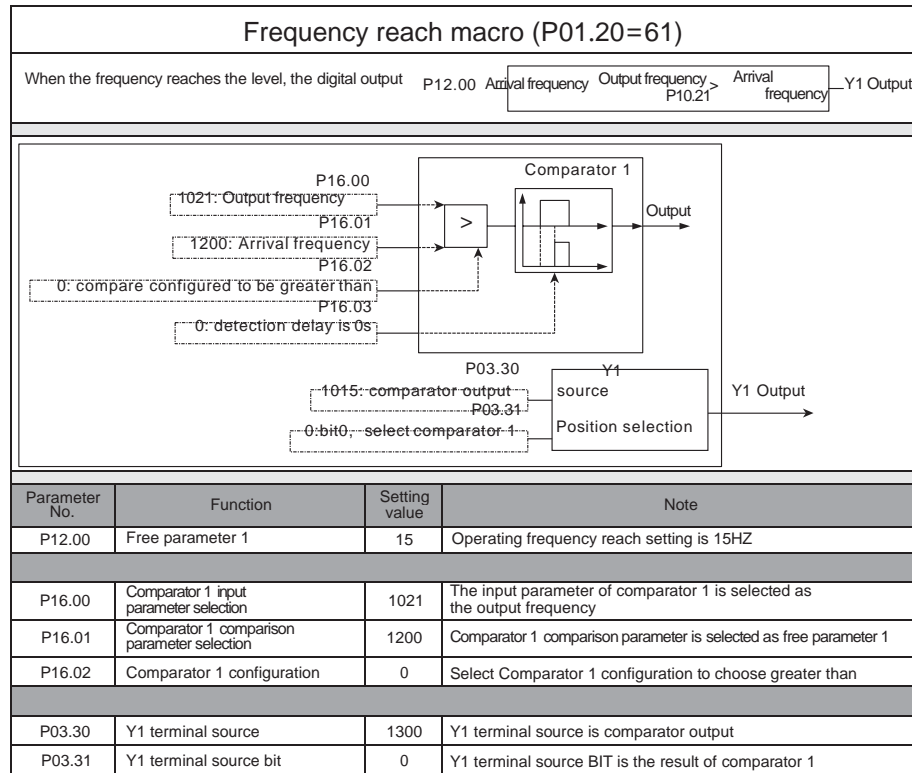 Frequency reach macro (P01.20=61)
When the frequency reaches the level, the digital output
P12.00 Arrival frequency Output frequency > Arrival
P10.21 frequency Y1 Output
P16.00
Comparator 1
1021: Output frequency
P16.01
>
Output
1200: Arrival frequency
P16.02
0: compare configured to be greater than
P16.03
0: detection delay is 0s
P03.30
Y1
1015: comparator output
source
Y1 Output
P03.31
0:bit0, select comparator 1
Position selection
Parameter No. Function Setting value Note
P12.00 Free parameter 1 15 Operating frequency reach setting is 15HZ
P16.00 Comparator 1 input parameter selection 1021 The input parameter of comparator 1 is selected as the output frequency
P16.01 Comparator 1 comparison parameter selection 1200 Comparator 1 comparison parameter is selected as free parameter 1
P16.02 Comparator 1 configuration 0 Select Comparator 1 configuration to choose greater than
P03.30 Y1 terminal source 1300 Y1 terminal source is comparator output
P03.31 Y1 terminal source bit 0 Y1 terminal source BIT is the result of comparator 1